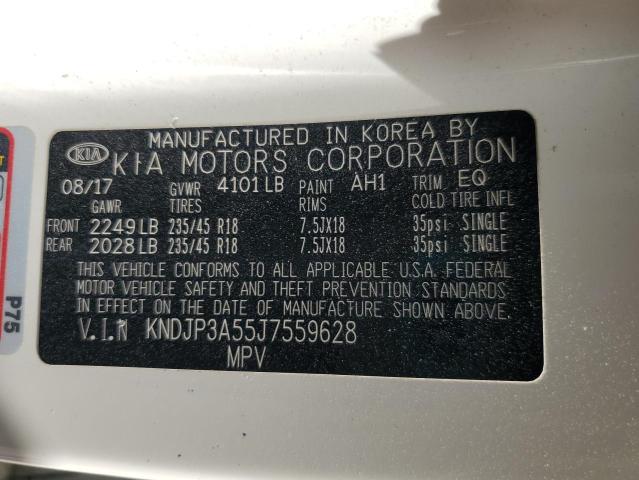 MANUFACTURED IN KOREA BY
KIA KIA MOTORS CORPORATION
08/17 GVWR 4101 LB PAINT AH1 TRIM EQ
GAWR TIRES RIMS COLD TIRE INFL
FRONT 2249 LB 235/45 R18 7.5JX18 35psi SINGLE
REAR 2028 LB 235/45 R18 7.5JX18 35psi SINGLE
THIS VEHICLE CONFORMS TO ALL APPLICABLE U.S.A. FEDERAL
MOTOR VEHICLE SAFETY AND THEFT PREVENTION STANDARDS
IN EFFECT ON THE DATE OF MANUFACTURE SHOWN ABOVE.
V.I.N KNDJP3A55J7559628
MPV
P75